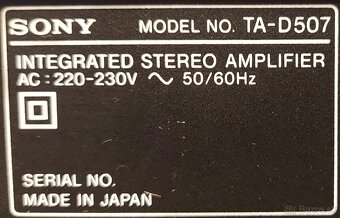 SONY MODEL NO. TA-D507
INTEGRATED STEREO AMPLIFIER
AC : 220-230V ~ 50/60Hz
SERIAL NO.
MADE IN JAPAN